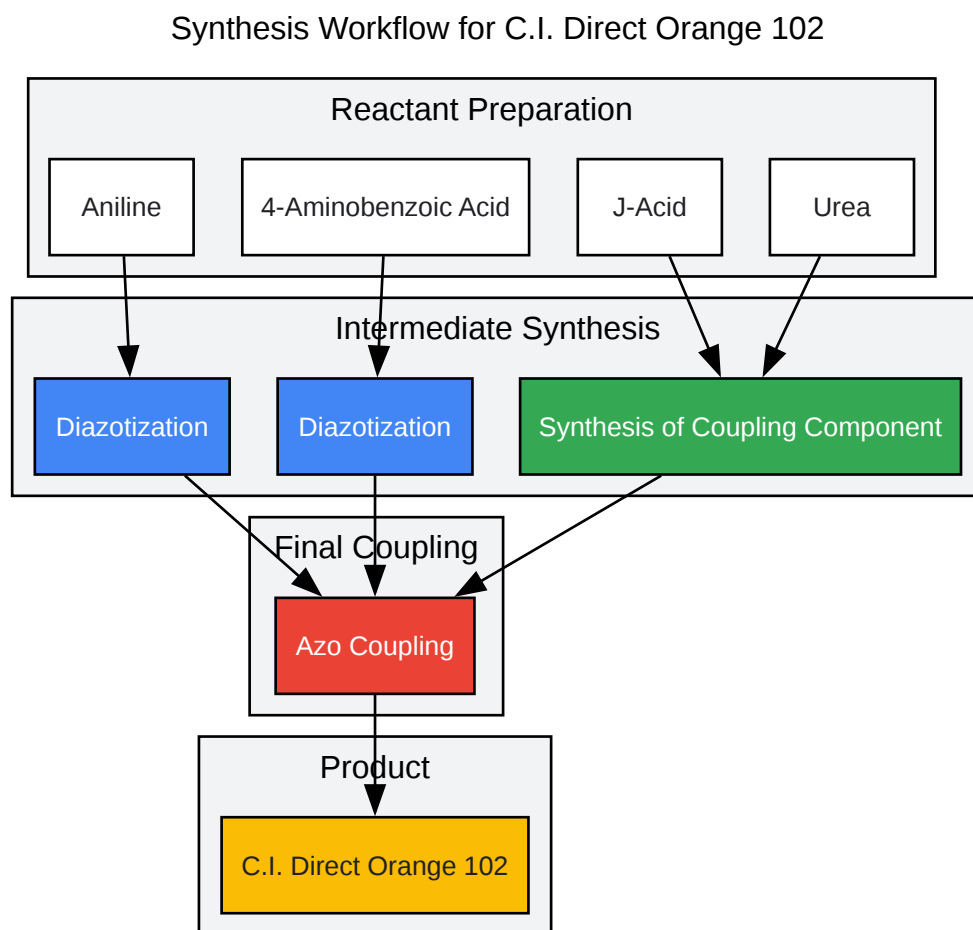 Synthesis Workflow for C.I. Direct Orange 102
Reactant Preparation
Aniline
4-Aminobenzoic Acid
J-Acid
Urea
Intermediate Synthesis
Diazotization
Diazotization
Synthesis of Coupling Component
Final Coupling
Azo Coupling
Product
C.I. Direct Orange 102